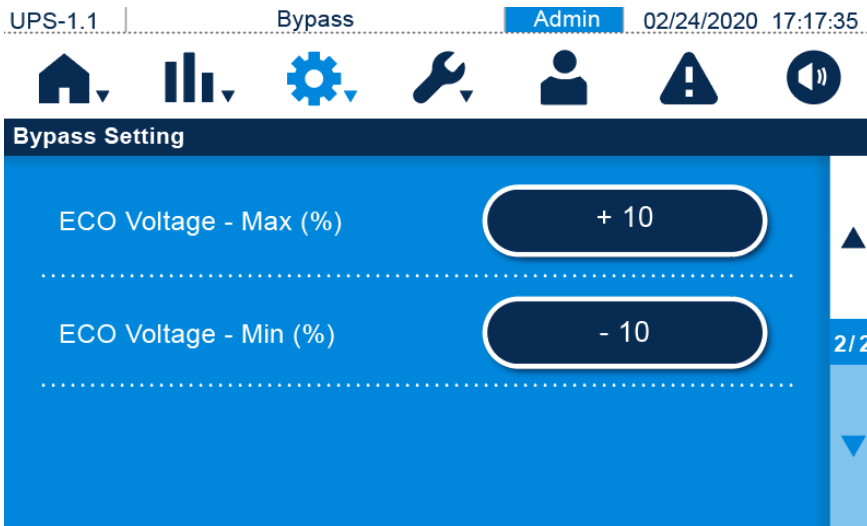 UPS-1.1 Bypass Admin 02/24/2020 17:17:35
Bypass Setting
ECO Voltage - Max (%) + 10
ECO Voltage - Min (%) - 10
2/2